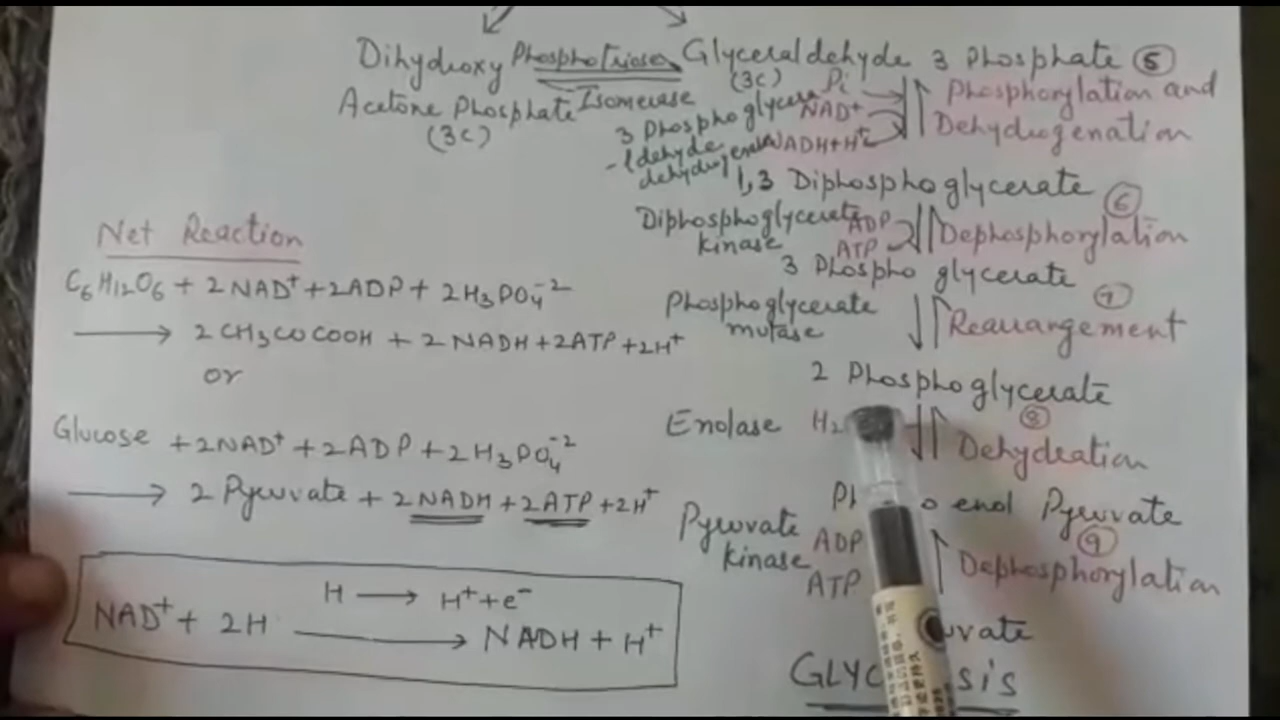 Dihydroxy Phosphotriose Glyceraldehyde 3 Phosphate ⑤
Acetone Phosphate Isomerase (3C) Pi Phosphorylation and
(3C) 3 Phosphoglycera NAD+ Dehydrogenation
-ldehyde NADH+H+
dehydrogenase
1,3 Diphosphoglycerate
⑥
Diphosphoglycerate ADP Dephosphorylation
kinase ATP
3 Phospho glycerate
⑦
Phosphoglycerate Rearrangement
mutase
2 Phosphoglycerate
Enolase ⑧
Dehydration
enol Pyruvate
Pyruvate ADP ⑨
kinase ATP Dephosphorylation
GLYC SIS
Net Reaction
C6H12O6 + 2NAD+ +2ADP + 2H3PO4-2
→ 2CH3COCOOH + 2NADH+2ATP+2H+
or
Glucose +2NAD+ +2ADP +2H3PO4-2
→ 2 Pyruvate + 2NADH+2ATP+2H+
H → H+ +e-
NAD+ + 2H → NADH + H+